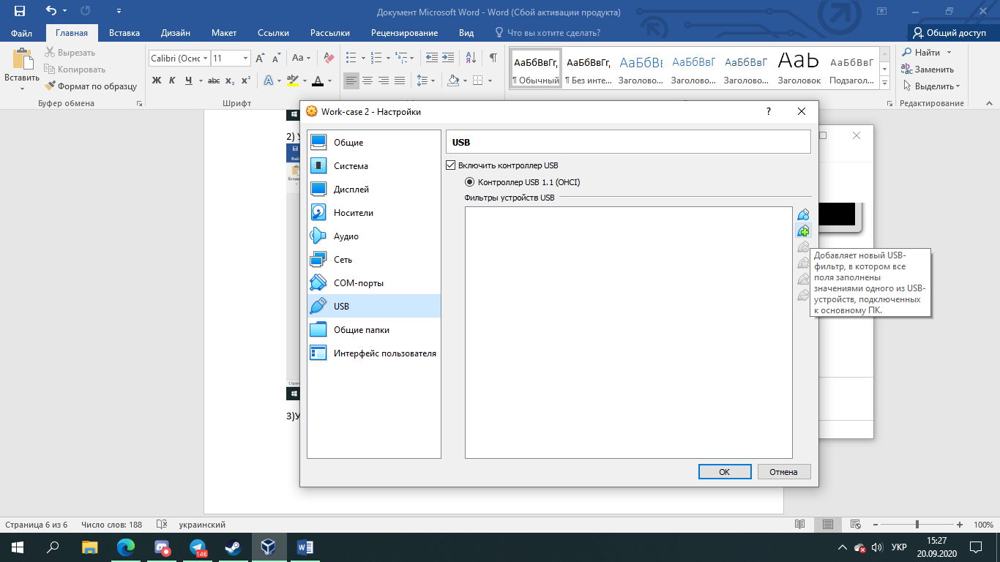 Документ Microsoft Word - Word (Сбой активации продукта)
Файл
Главная
Вставка
Дизайн
Макет
Ссылки
Рассылки
Рецензирование
Вид
Что вы хотите сделать?
Общий доступ
Вставить
Вырезать
Копировать
Формат по образцу
Буфер обмена
Calibri (Оснс
11
Aa
Ж К Ч abc x₂ x²
Шрифт
АаБбВвГг,
¶ Обычный
АаБбВвГг,
¶ Без инте...
АаБбВв
Заголово...
АаБбВвГ
Заголово...
АаБбВвГг
Заголово...
АаБ
Заголовок
АаБбВвГг
Подзагол...
Найти
Заменить
Выделить
Редактирование
2) У
3)У
Work-case 2 - Настройки
Общие
Система
Дисплей
Носители
Аудио
Сеть
COM-порты
USB
Общие папки
Интерфейс пользователя
USB
Включить контроллер USB
Контроллер USB 1.1 (OHCI)
Фильтры устройств USB
Добавляет новый USB-
фильтр, в котором все
поля заполнены
значениями одного из USB-
устройств, подключенных
к основному ПК.
OK
Отмена
Страница 6 из 6
Число слов: 188
украинский
100%
146
УКР
15:27
20.09.2020